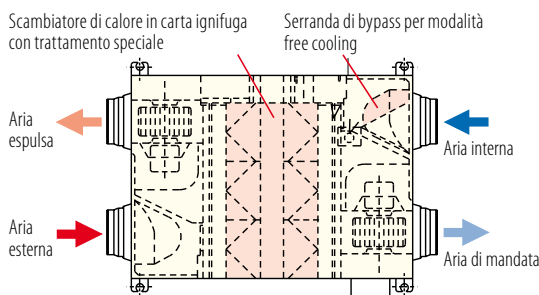 Scambiatore di calore in carta ignifuga
con trattamento speciale
Serranda di bypass per modalità
free cooling
Aria
espulsa
Aria interna
Aria
esterna
Aria di mandata